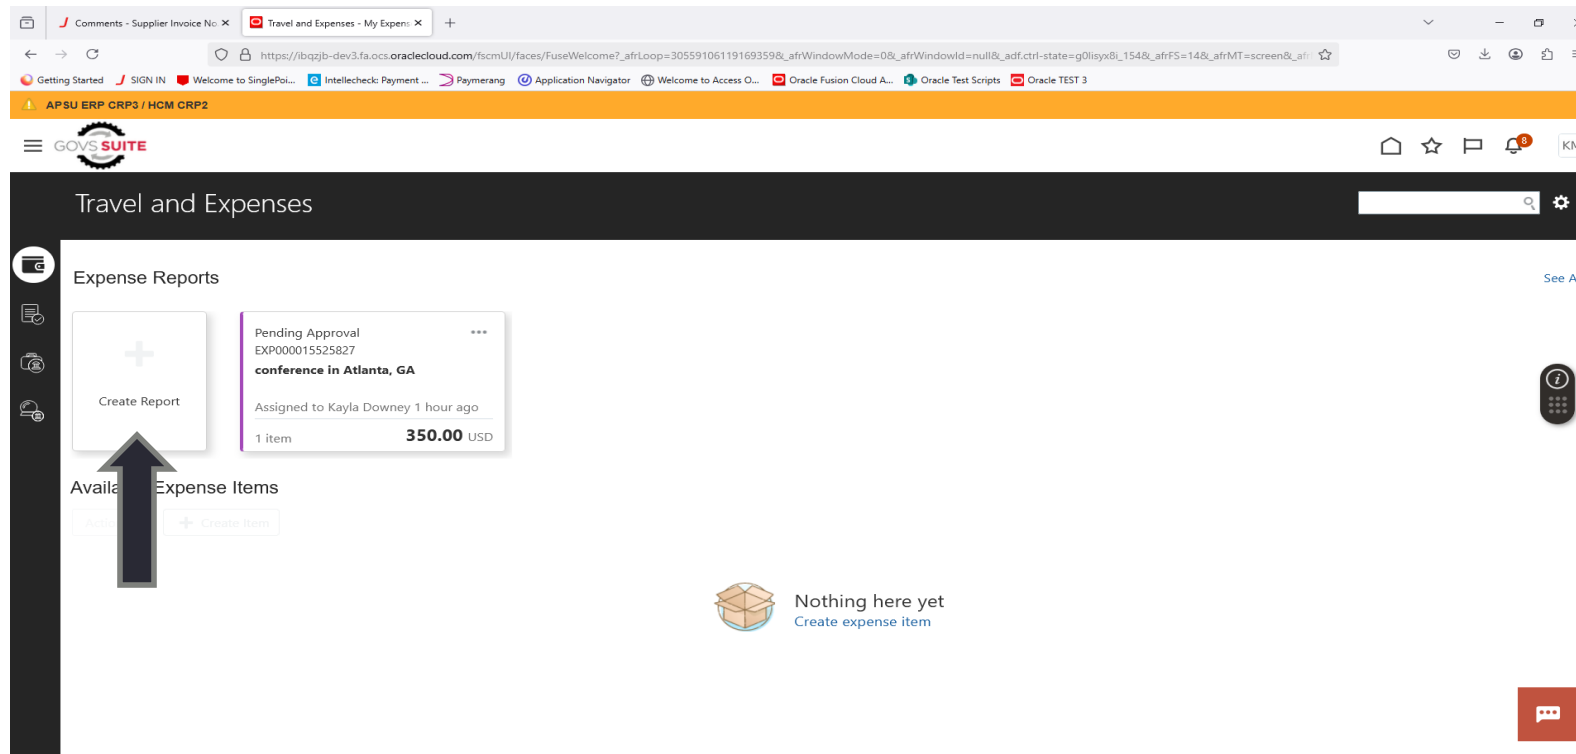 Comments - Supplier Invoice No
Travel and Expenses - My Expens
https://ibqzjb-dev3.fa.ocs.oraclecloud.com/fscmUI/faces/FuseWelcome?_afrLoop=30559106119169359&_afrWindowMode=0&_afrWindowId=null&_adf.ctrl-state=g0lisyx8i_154&_afrFS=14&_afrMT=screen&_afr
Getting Started SIGN IN Welcome to SinglePoi... Intellecheck: Payment ... Paymerang Application Navigator Welcome to Access O... Oracle Fusion Cloud A... Oracle Test Scripts Oracle TEST 3
APSU ERP CRP3 / HCM CRP2
GOVS SUITE
8
KM
Travel and Expenses
Expense Reports
See A
Pending Approval
EXP000015525827
conference in Atlanta, GA
Create Report
Assigned to Kayla Downey 1 hour ago
1 item 350.00 USD
Expense Items
Create Item
Nothing here yet
Create expense item